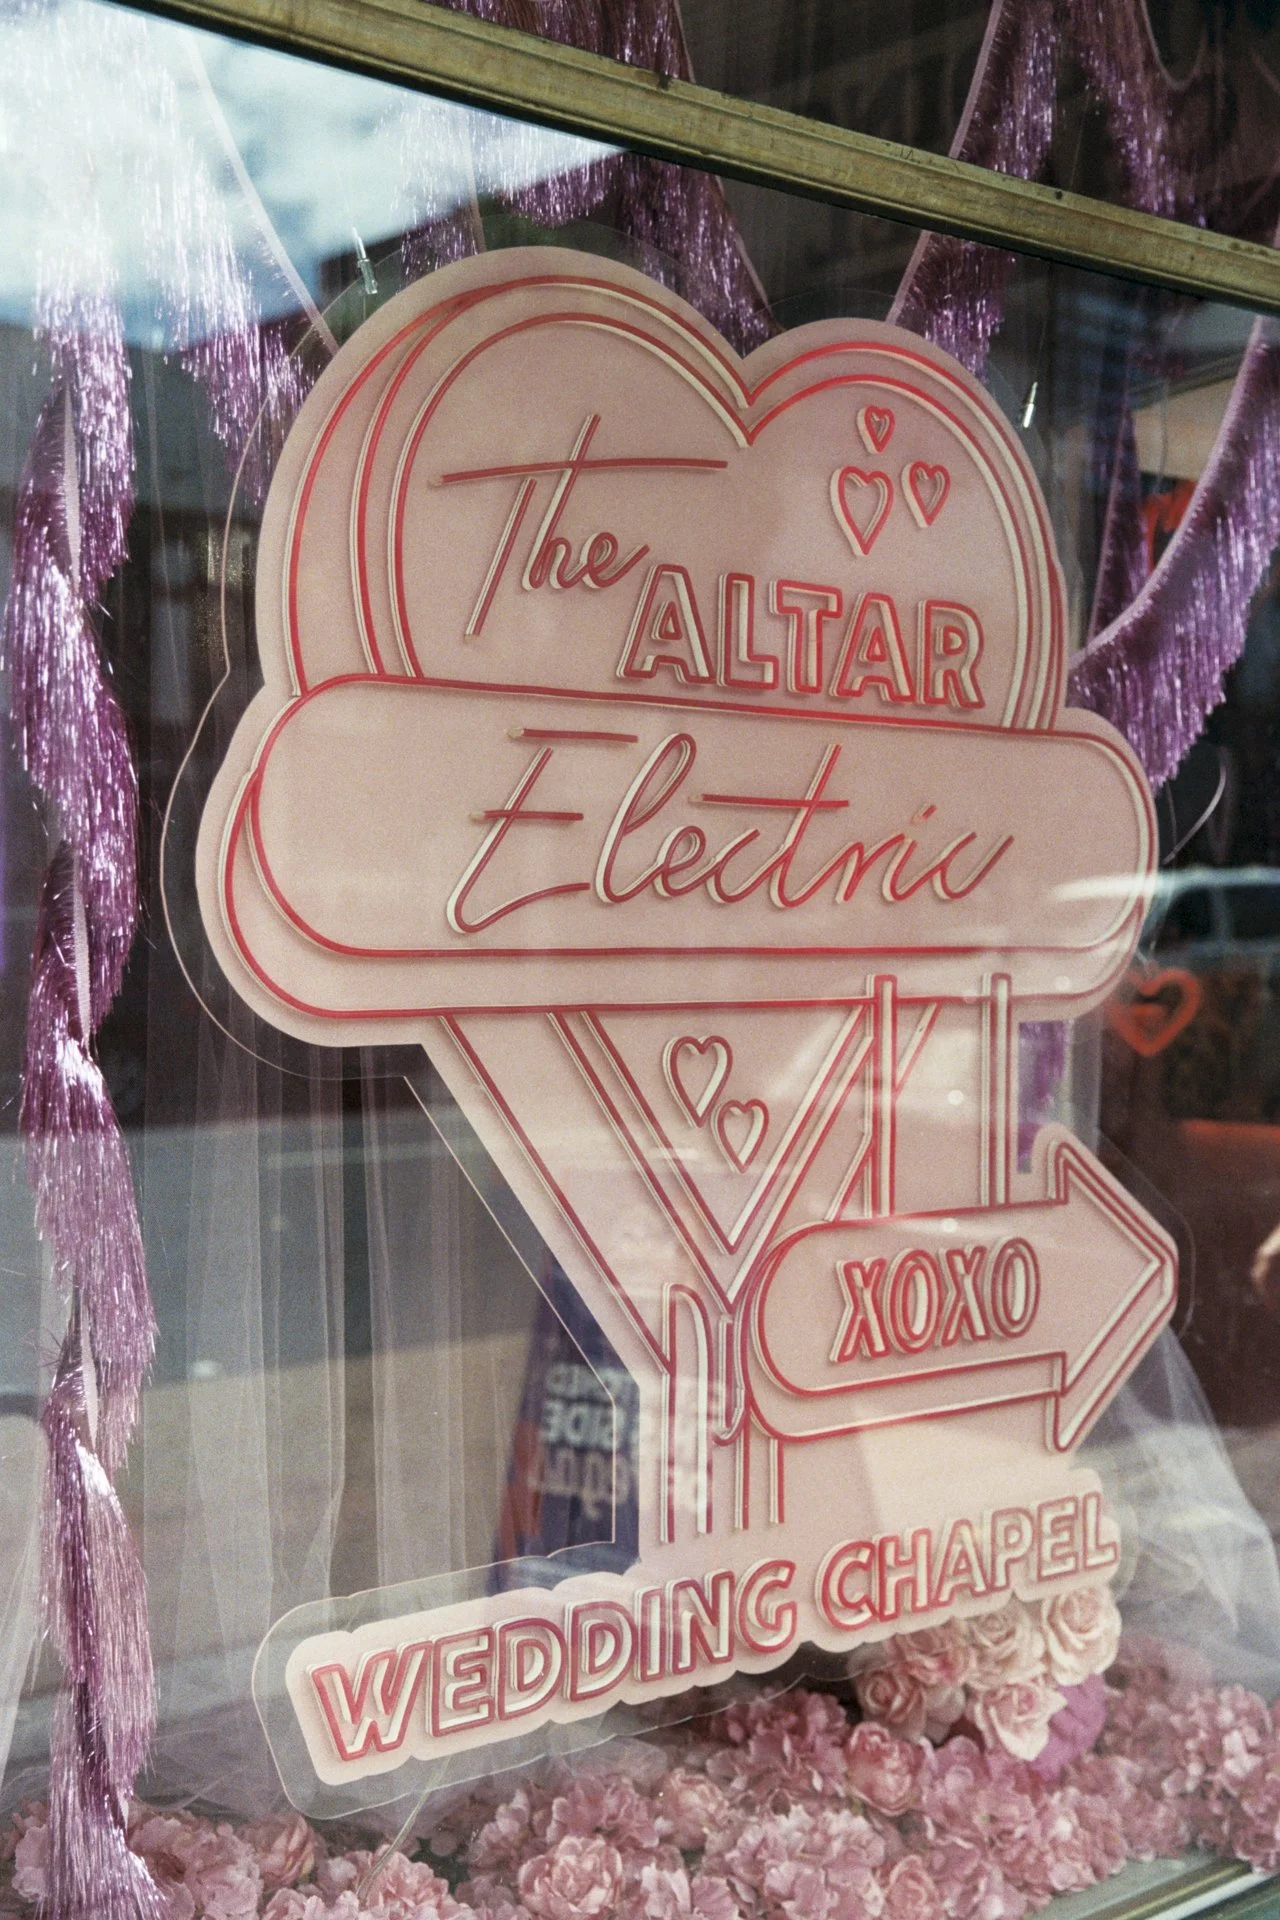 The
ALTAR
Electric
XOXO
WEDDING CHAPEL